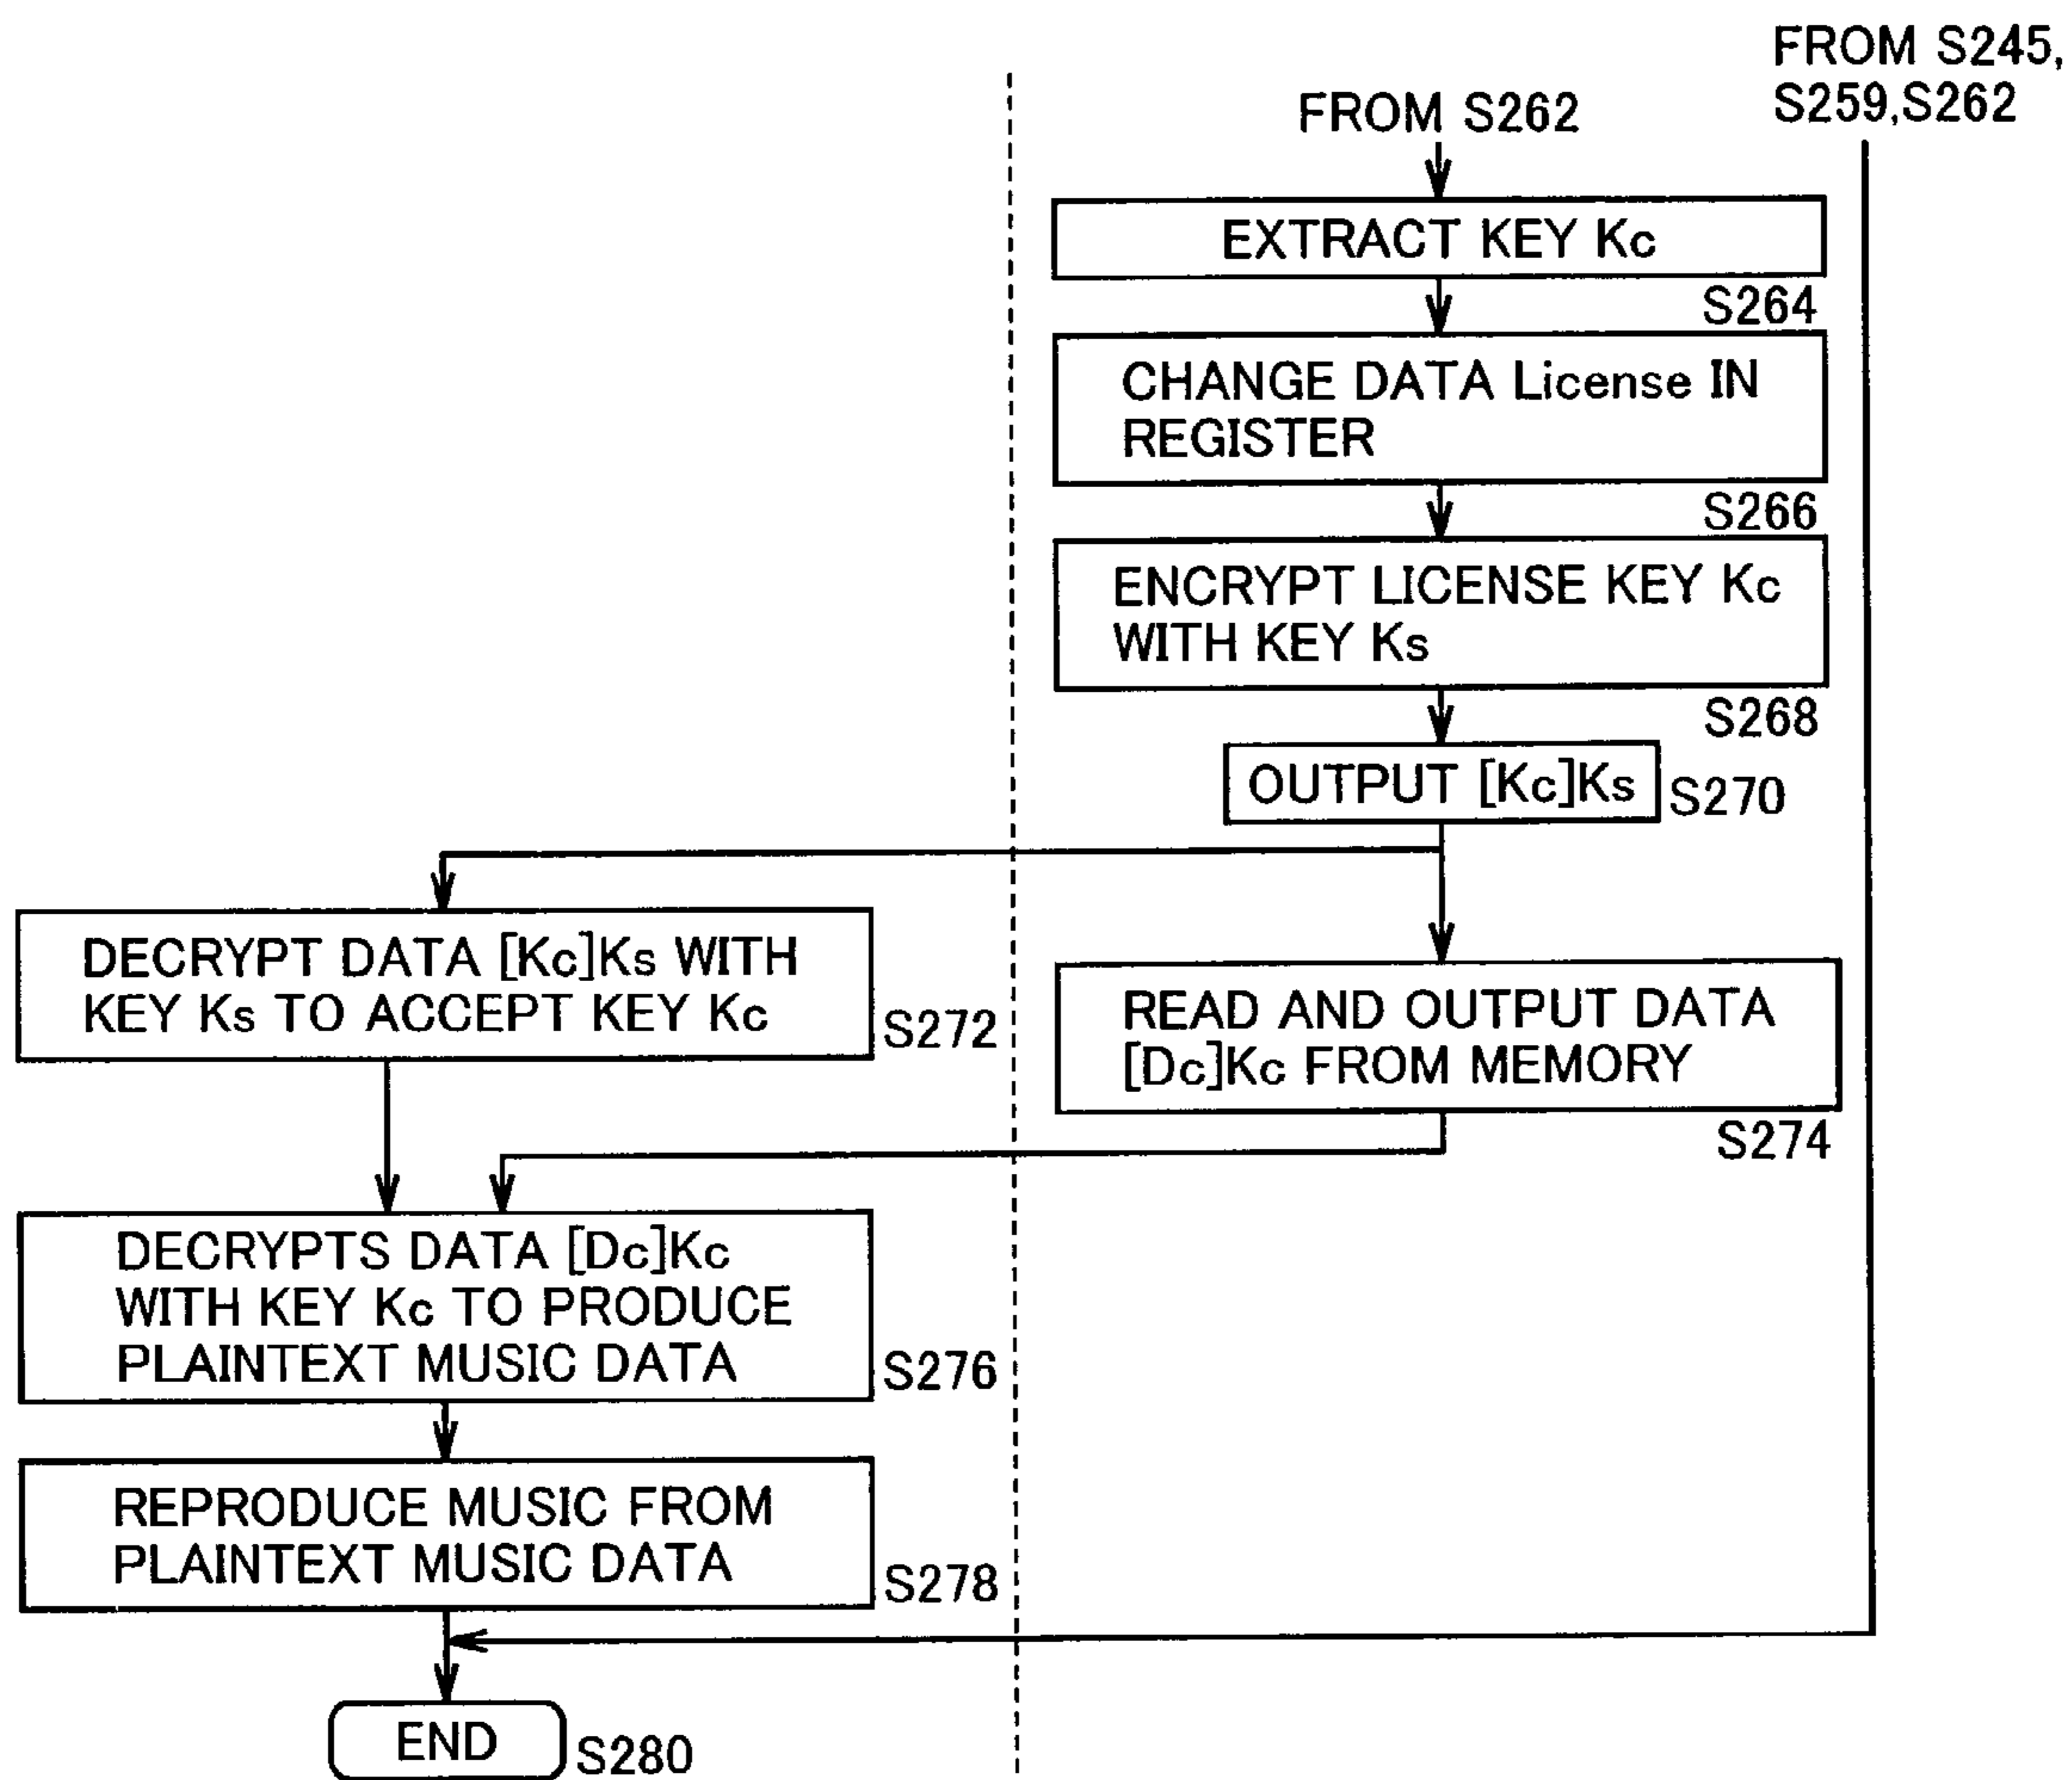 FROM S245,
S259,S262
FROM S262
EXTRACT KEY Kc
S264
CHANGE DATA License IN
REGISTER
S266
ENCRYPT LICENSE KEY Kc
WITH KEY Ks
S268
OUTPUT [Kc]Ks
S270
DECRYPT DATA [Kc]Ks WITH
KEY Ks TO ACCEPT KEY Kc
S272
READ AND OUTPUT DATA
[Dc]Kc FROM MEMORY
S274
DECRYPTS DATA [Dc]Kc
WITH KEY Kc TO PRODUCE
PLAINTEXT MUSIC DATA
S276
REPRODUCE MUSIC FROM
PLAINTEXT MUSIC DATA
S278
END
S280